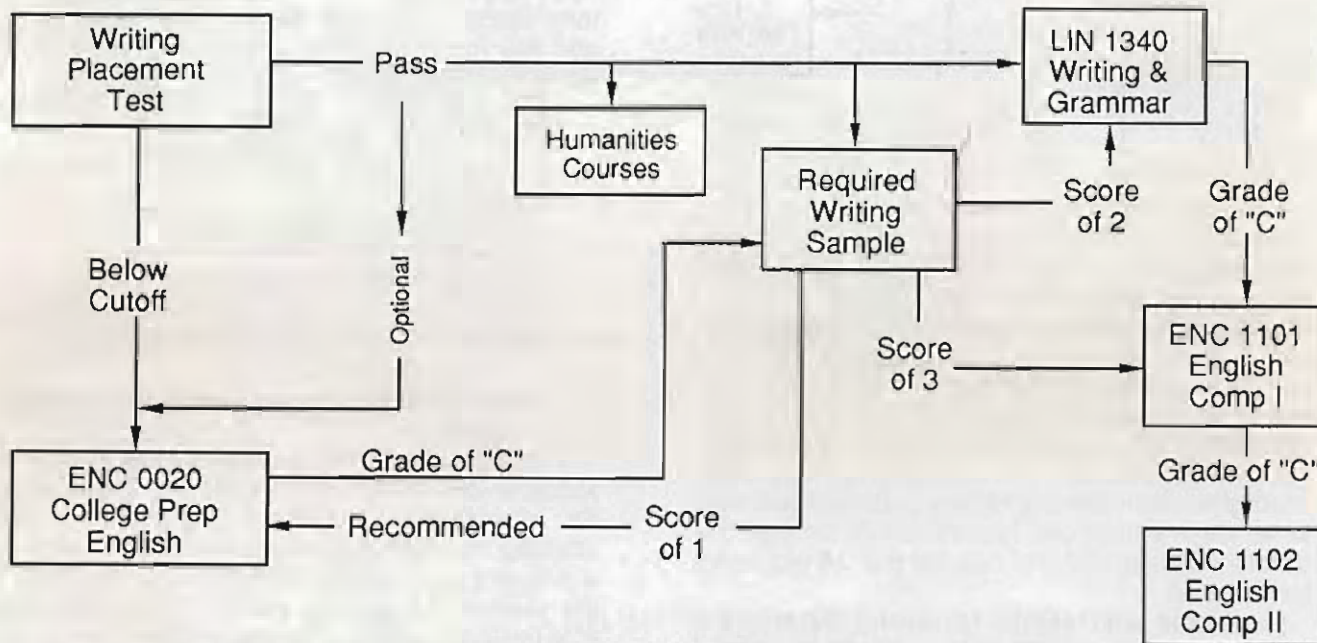 Writing
Placement
Test
Pass
LIN 1340
Writing &
Grammar
Humanities
Courses
Required
Writing
Sample
Score
of 2
Grade
of "C"
Below
Cutoff
Optional
Score
of 3
ENC 1101
English
Comp I
ENC 0020
College Prep
English
Grade of "C"
Recommended
Score
of 1
Grade of "C"
ENC 1102
English
Comp II